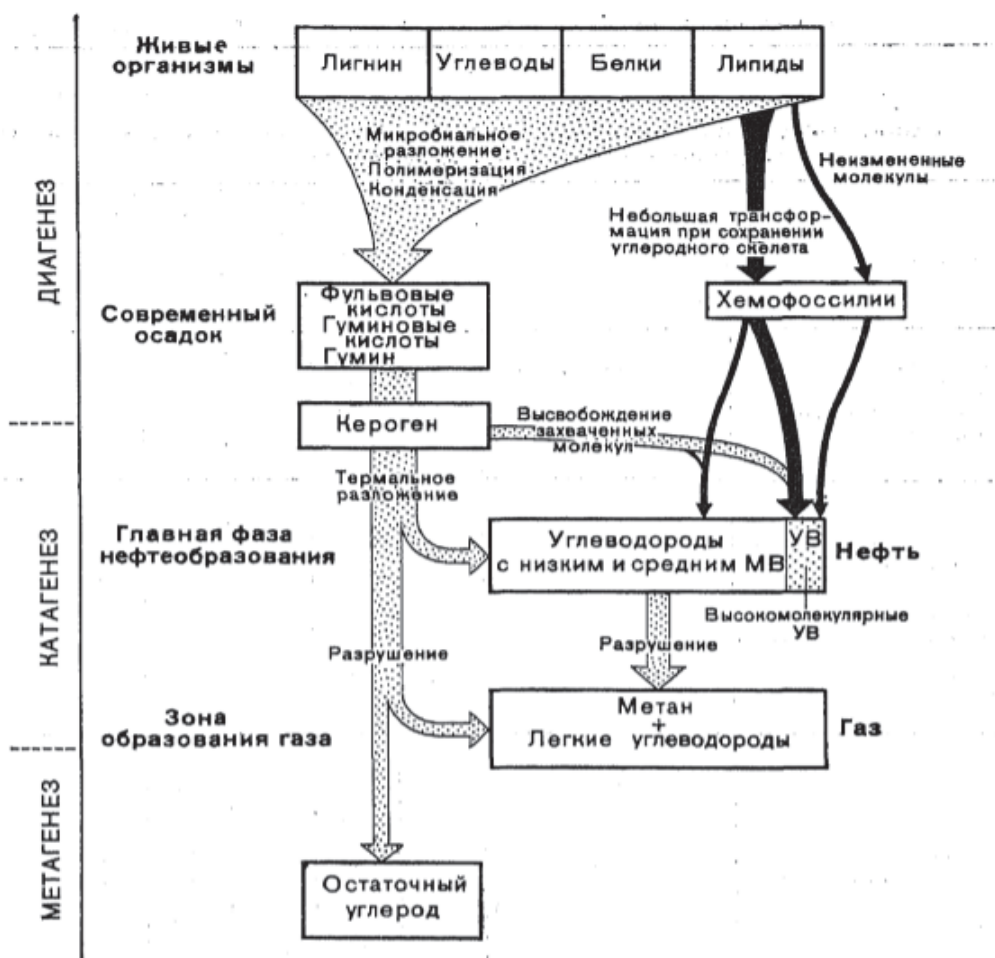 Живые
организмы
Лигнин
Углеводы
Белки
Липиды
Микробиальное
разложение
Полимеризация
Конденсация
Неизмененные
молекулы
Небольшая трансфор-
мация при сохранении
углеродного скелета
ДИАГЕНЕЗ
Современный
осадок
Фульвовые
кислоты
Гуминовые
кислоты
Гумин
Хемофоссилии
Кероген
Высвобождение
захваченных
молекул
Термальное
разложение
КАТАГЕНЕЗ
Главная фаза
нефтеобразования
Углеводороды
с низким и средним МВ
УВ
Нефть
Высокомолекулярные
УВ
Разрушение
Разрушение
Зона
образования газа
Метан
+
Легкие углеводороды
Газ
МЕТАГЕНЕЗ
Остаточный
углерод